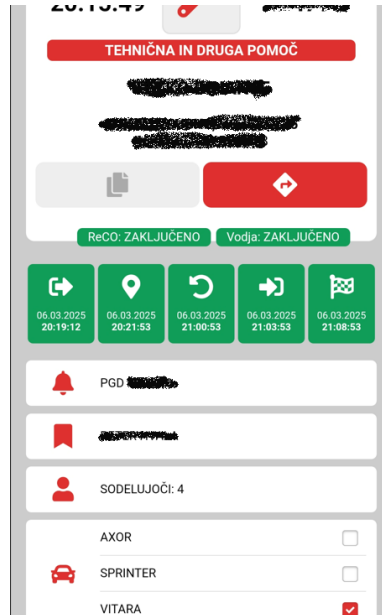 TEHNIČNA IN DRUGA POMOČ
ReCO: ZAKLJUČENO Vodja: ZAKLJUČENO
06.03.2025 06.03.2025 06.03.2025 06.03.2025 06.03.2025
20:19:12 20:21:53 21:00:53 21:03:53 21:08:53
PGD
SODELUJOČI: 4
AXOR
SPRINTER
VITARA